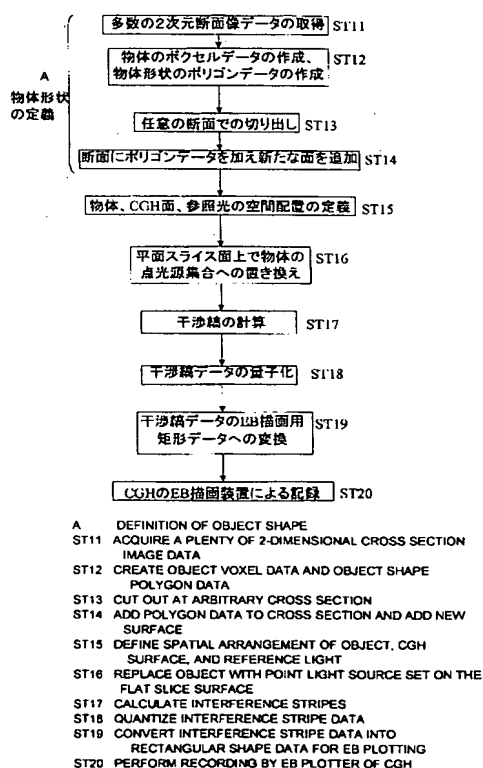 多数の2次元断面像データの取得 ST11
物体のボクセルデータの作成、 ST12
物体形状のポリゴンデータの作成
A
物体形状
の定義
任意の断面での切り出し ST13
断面にポリゴンデータを加え新たな面を追加 ST14
物体、CGH面、参照光の空間配置の定義 ST15
平面スライス面上で物体の ST16
点光源集合への置き換え
干渉縞の計算 ST17
干渉縞データの量子化 ST18
干渉縞データのEB描画用 ST19
矩形データへの変換
CGHのEB描画装置による記録 ST20
A DEFINITION OF OBJECT SHAPE
ST11 ACQUIRE A PLENTY OF 2-DIMENSIONAL CROSS SECTION
IMAGE DATA
ST12 CREATE OBJECT VOXEL DATA AND OBJECT SHAPE
POLYGON DATA
ST13 CUT OUT AT ARBITRARY CROSS SECTION
ST14 ADD POLYGON DATA TO CROSS SECTION AND ADD NEW
SURFACE
ST15 DEFINE SPATIAL ARRANGEMENT OF OBJECT, CGH
SURFACE, AND REFERENCE LIGHT
ST16 REPLACE OBJECT WITH POINT LIGHT SOURCE SET ON THE
FLAT SLICE SURFACE
ST17 CALCULATE INTERFERENCE STRIPES
ST18 QUANTIZE INTERFERENCE STRIPE DATA
ST19 CONVERT INTERFERENCE STRIPE DATA INTO
RECTANGULAR SHAPE DATA FOR EB PLOTTING
ST20 PERFORM RECORDING BY EB PLOTTER OF CGH